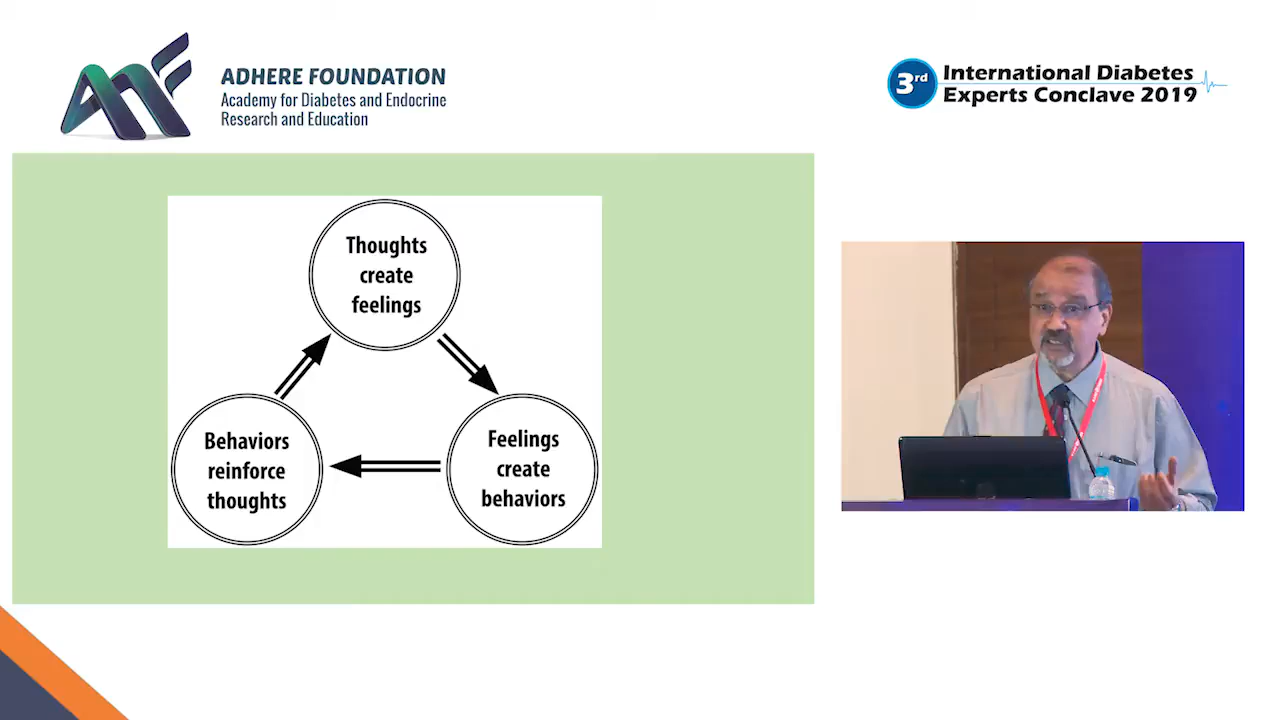 ADHERE FOUNDATION
Academy for Diabetes and Endocrine
Research and Education
3rd
International Diabetes
Experts Conclave 2019
Thoughts
create
feelings
Behaviors
reinforce
thoughts
Feelings
create
behaviors